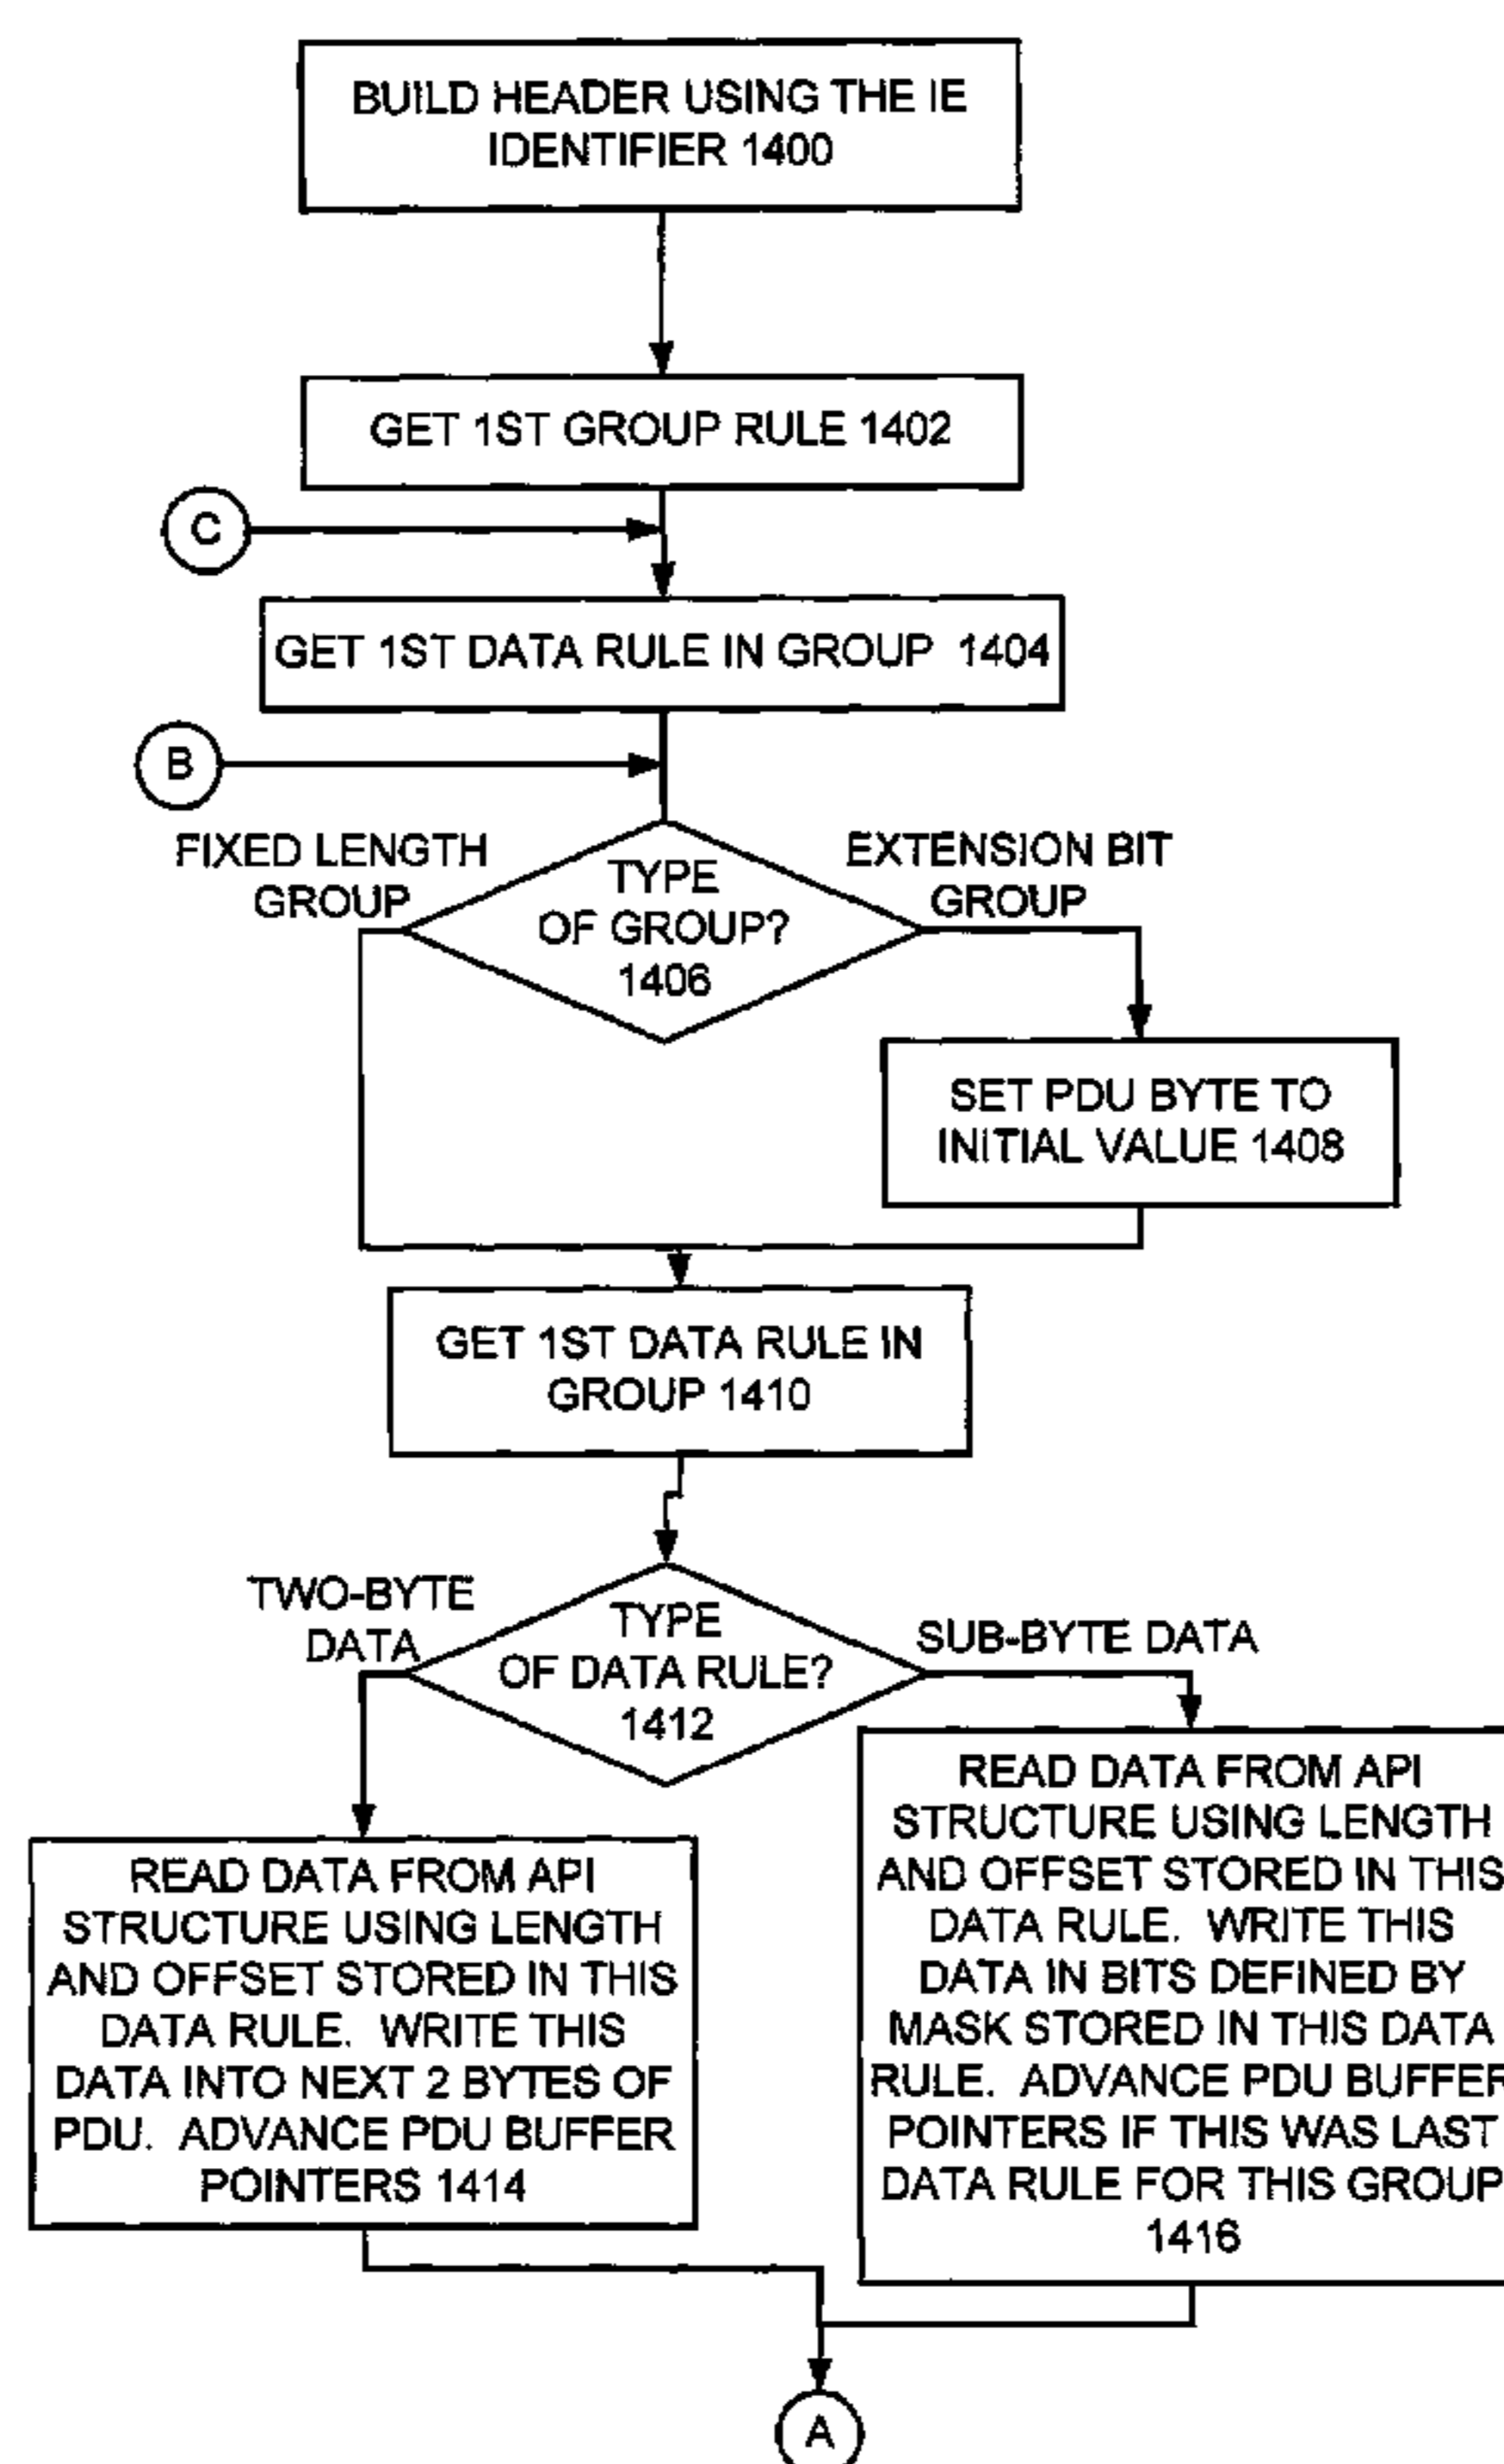 BUILD HEADER USING THE IE
IDENTIFIER 1400
GET 1ST GROUP RULE 1402
C
GET 1ST DATA RULE IN GROUP 1404
B
FIXED LENGTH
GROUP
TYPE
OF GROUP?
1406
EXTENSION BIT
GROUP
SET PDU BYTE TO
INITIAL VALUE 1408
GET 1ST DATA RULE IN
GROUP 1410
TWO-BYTE
DATA
TYPE
OF DATA RULE?
1412
SUB-BYTE DATA
READ DATA FROM API
STRUCTURE USING LENGTH
AND OFFSET STORED IN THIS
DATA RULE. WRITE THIS
DATA INTO NEXT 2 BYTES OF
PDU. ADVANCE PDU BUFFER
POINTERS 1414
READ DATA FROM API
STRUCTURE USING LENGTH
AND OFFSET STORED IN THIS
DATA RULE. WRITE THIS
DATA IN BITS DEFINED BY
MASK STORED IN THIS DATA
RULE. ADVANCE PDU BUFFER
POINTERS IF THIS WAS LAST
DATA RULE FOR THIS GROUP
1416
A